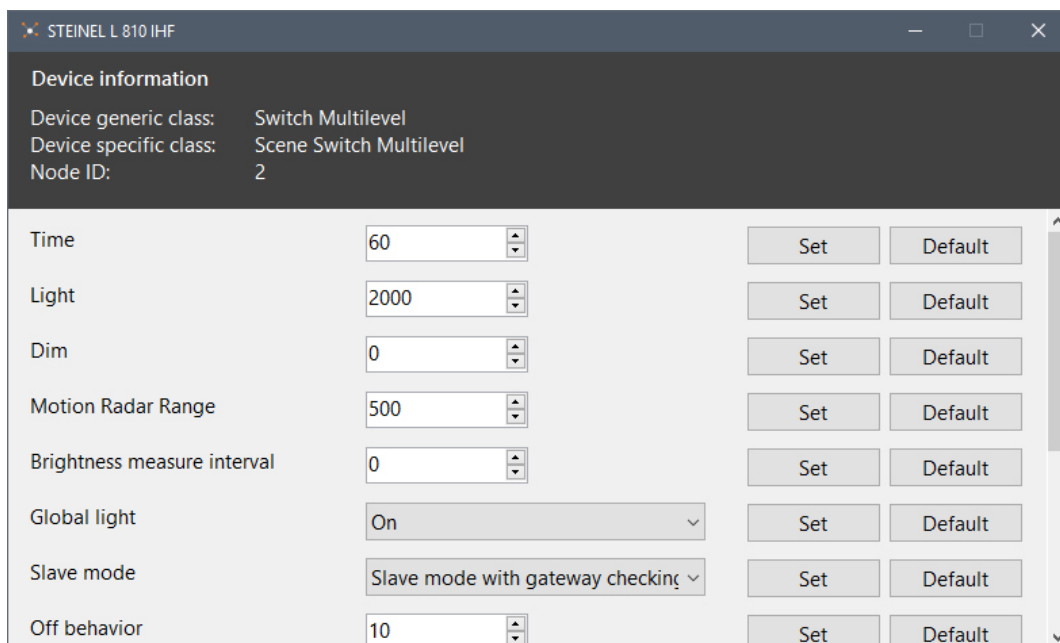 STEINEL L 810 IHF
Device information
Device generic class: Switch Multilevel
Device specific class: Scene Switch Multilevel
Node ID: 2
Time 60 Set Default
Light 2000 Set Default
Dim 0 Set Default
Motion Radar Range 500 Set Default
Brightness measure interval 0 Set Default
Global light On Set Default
Slave mode Slave mode with gateway checking Set Default
Off behavior 10 Set Default